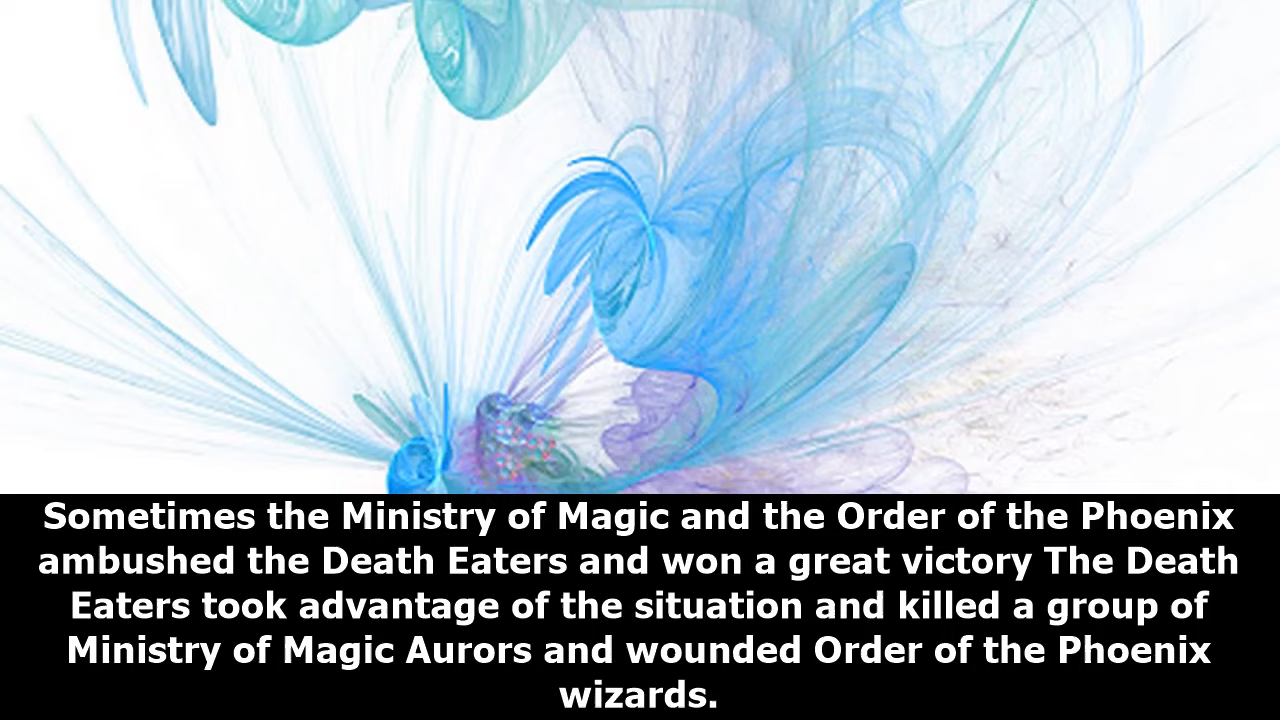 Sometimes the Ministry of Magic and the Order of the Phoenix
ambushed the Death Eaters and won a great victory The Death
Eaters took advantage of the situation and killed a group of
Ministry of Magic Aurors and wounded Order of the Phoenix
wizards.